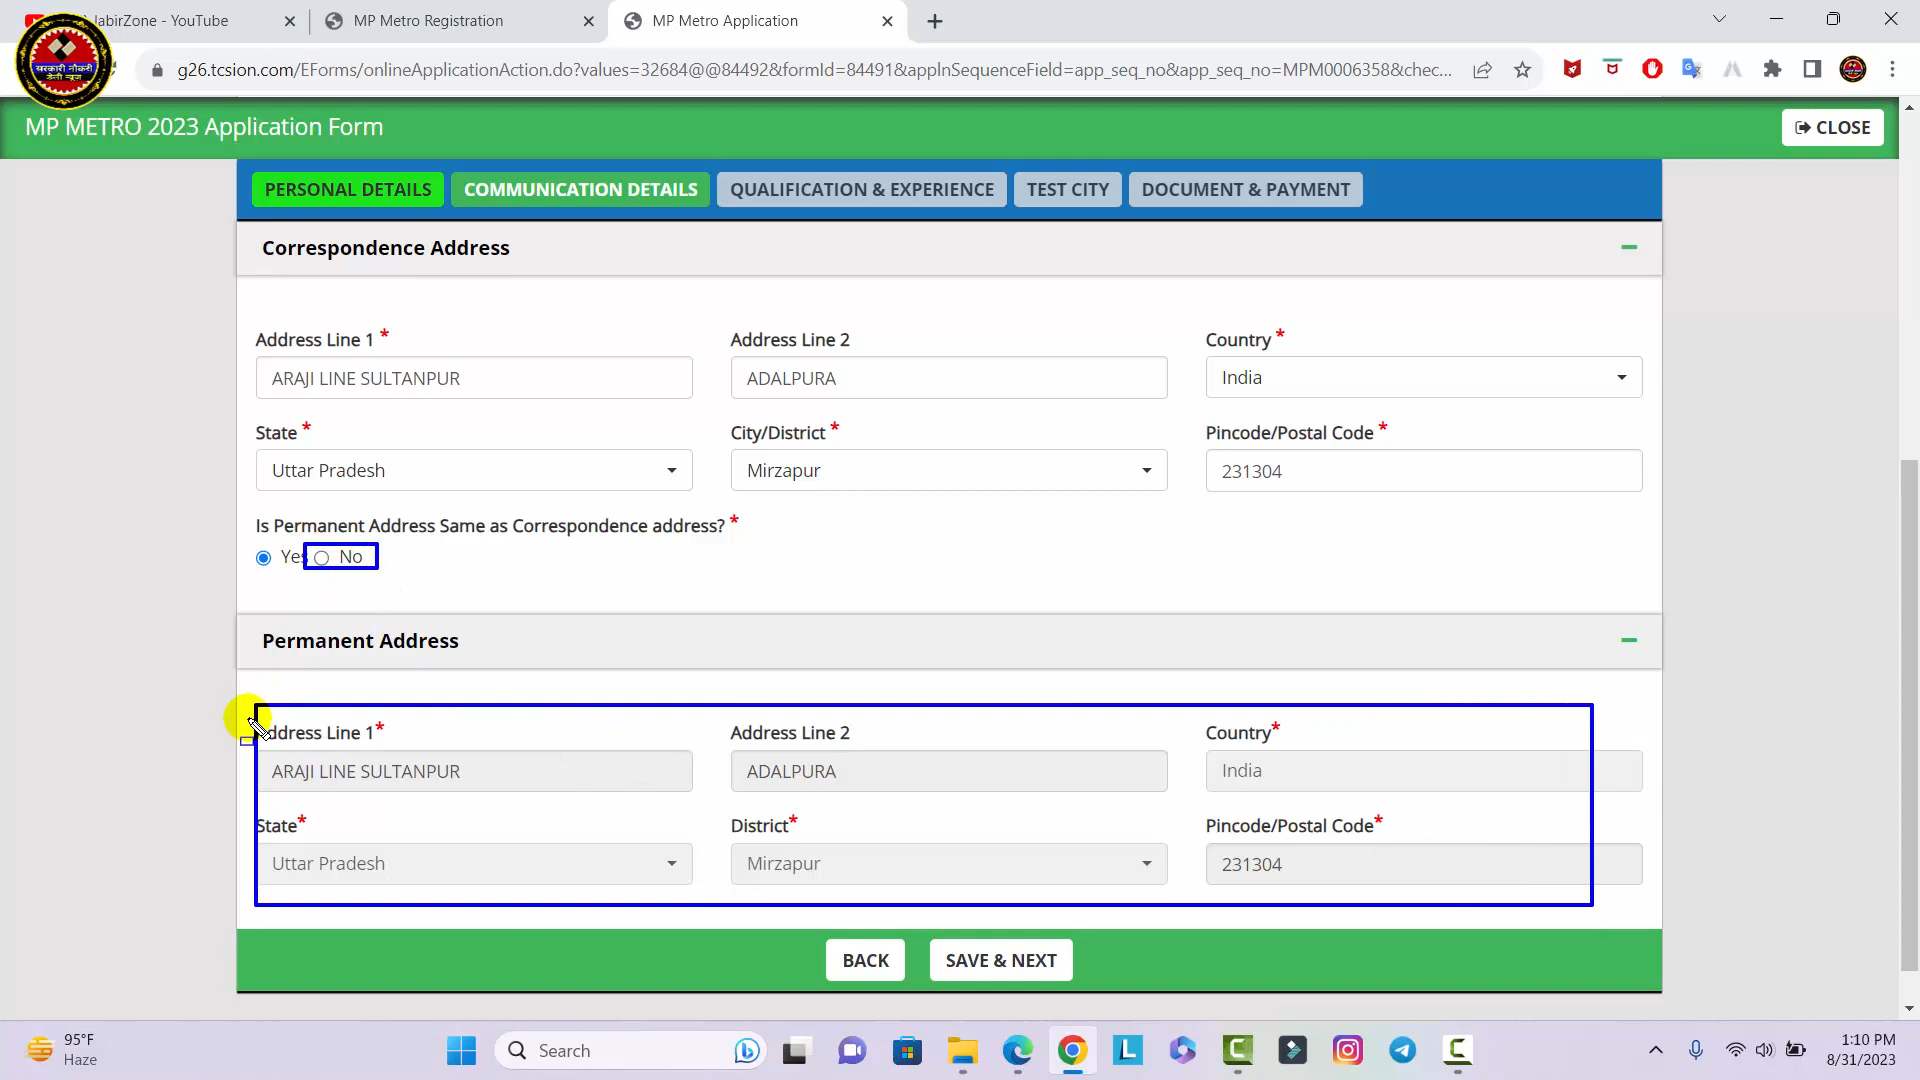 JabirZone - YouTube
MP Metro Registration
MP Metro Application
सरकारी नौकरी
डेली न्यूज
g26.tcsion.com/EForms/onlineApplicationAction.do?values=32684@@84492&formId=84491&applnSequenceField=app_seq_no&app_seq_no=MPM0006358&chec...
MP METRO 2023 Application Form
CLOSE
PERSONAL DETAILS
COMMUNICATION DETAILS
QUALIFICATION & EXPERIENCE
TEST CITY
DOCUMENT & PAYMENT
Correspondence Address
Address Line 1 *
Address Line 2
Country *
ARAJI LINE SULTANPUR
ADALPURA
India
State *
City/District *
Pincode/Postal Code *
Uttar Pradesh
Mirzapur
231304
Is Permanent Address Same as Correspondence address? *
Yes
No
Permanent Address
Address Line 1*
Address Line 2
Country*
ARAJI LINE SULTANPUR
ADALPURA
India
State*
District*
Pincode/Postal Code*
Uttar Pradesh
Mirzapur
231304
BACK
SAVE & NEXT
95°F
Haze
Search
1:10 PM
8/31/2023